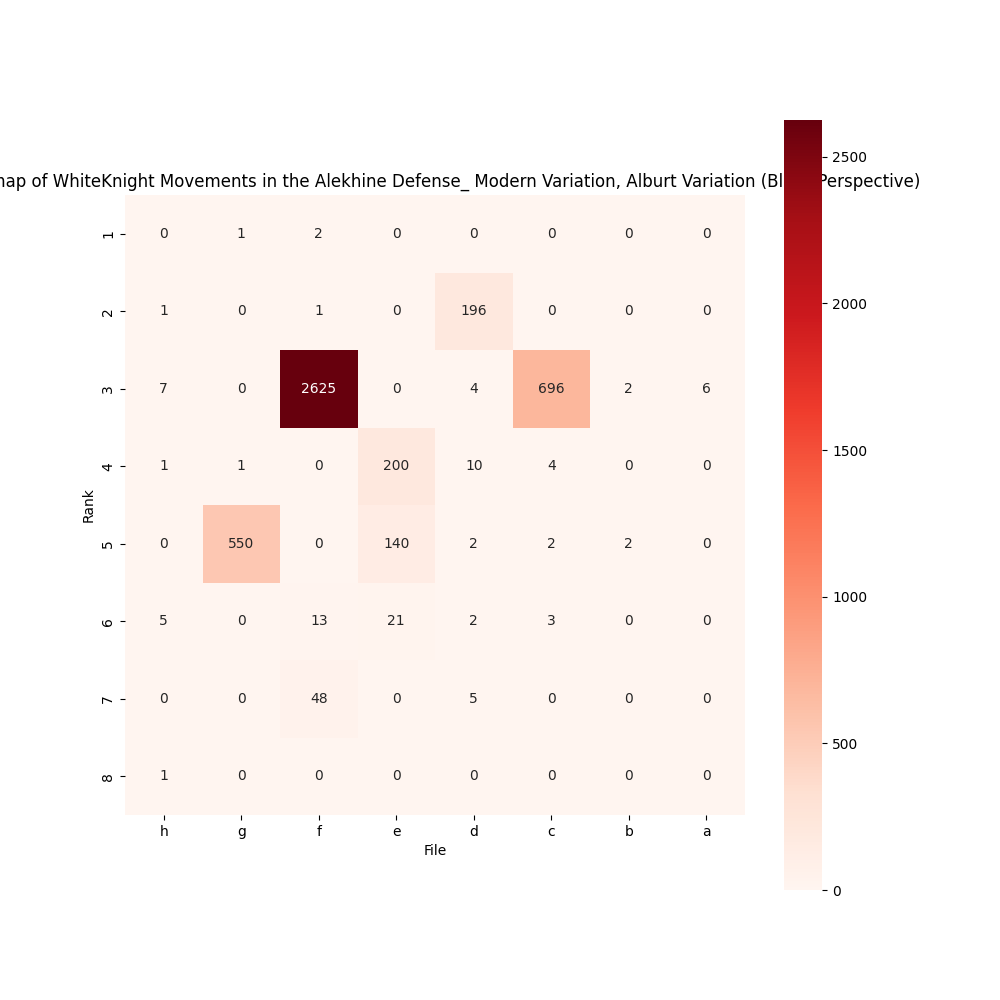 2500
map of WhiteKnight Movements in the Alekhine Defense_ Modern Variation, Alburt Variation (Bl Perspective)
1 0 1 2 0 0 0 0 0
2 1 0 1 0 196 0 0 0
2000
3 7 0 2625 0 4 696 2 6
1500
4 1 1 0 200 10 4 0 0
Rank
5 0 550 0 140 2 2 2 0
1000
6 5 0 13 21 2 3 0 0
7 0 0 48 0 5 0 0 0
500
8 1 0 0 0 0 0 0 0
h g f e d c b a
File
0